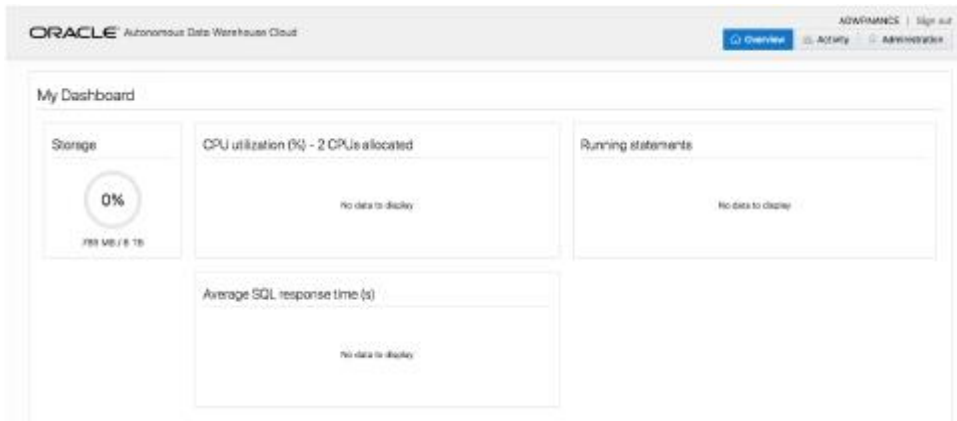 ORACLE Autonomous Data Warehouse Cloud
ADWFINANCE | Sign out
Overview Activity Administration
My Dashboard
Storage
0%
/ 8 TB
CPU utilization (%) - 2 CPUs allocated
No data to display
Running statements
No data to display
Average SQL response time (s)
No data to display